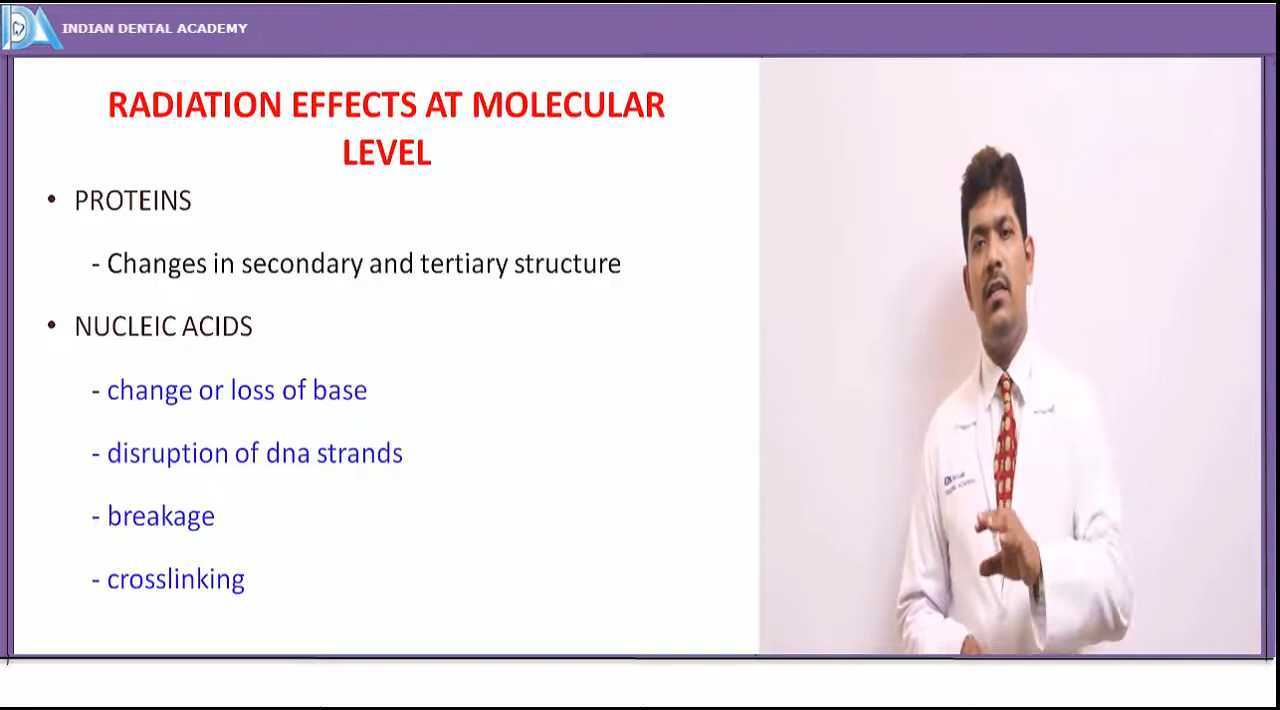 INDIAN DENTAL ACADEMY
RADIATION EFFECTS AT MOLECULAR
LEVEL
• PROTEINS
- Changes in secondary and tertiary structure
• NUCLEIC ACIDS
- change or loss of base
- disruption of dna strands
- breakage
- crosslinking